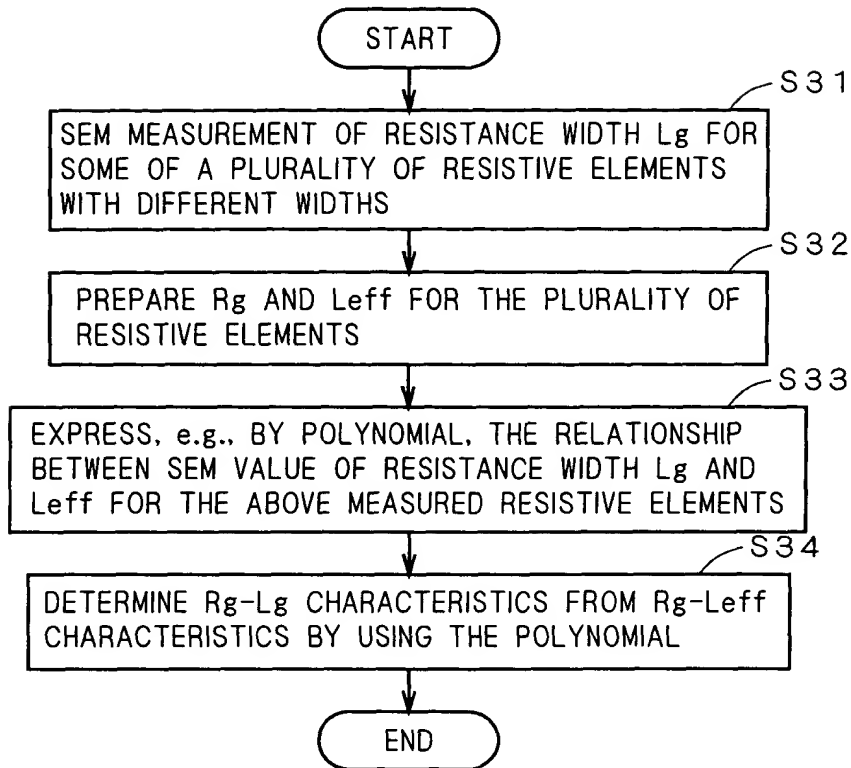 START
S31
SEM MEASUREMENT OF RESISTANCE WIDTH Lg FOR
SOME OF A PLURALITY OF RESISTIVE ELEMENTS
WITH DIFFERENT WIDTHS
S32
PREPARE Rg AND Leff FOR THE PLURALITY OF
RESISTIVE ELEMENTS
S33
EXPRESS, e.g., BY POLYNOMIAL, THE RELATIONSHIP
BETWEEN SEM VALUE OF RESISTANCE WIDTH Lg AND
Leff FOR THE ABOVE MEASURED RESISTIVE ELEMENTS
S34
DETERMINE Rg-Lg CHARACTERISTICS FROM Rg-Leff
CHARACTERISTICS BY USING THE POLYNOMIAL
END